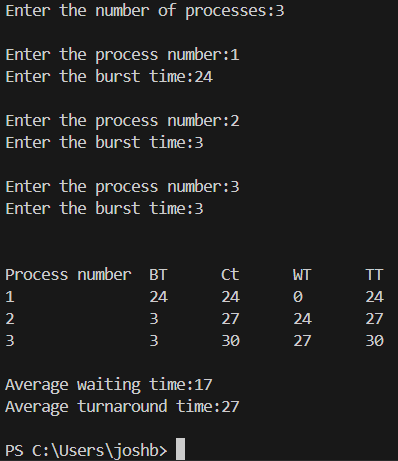 Enter the number of processes:3
Enter the process number:1
Enter the burst time:24
Enter the process number:2
Enter the burst time:3
Enter the process number:3
Enter the burst time:3
Process number BT Ct WT TT
1 24 24 0 24
2 3 27 24 27
3 3 30 27 30
Average waiting time:17
Average turnaround time:27
PS C:\Users\joshb>